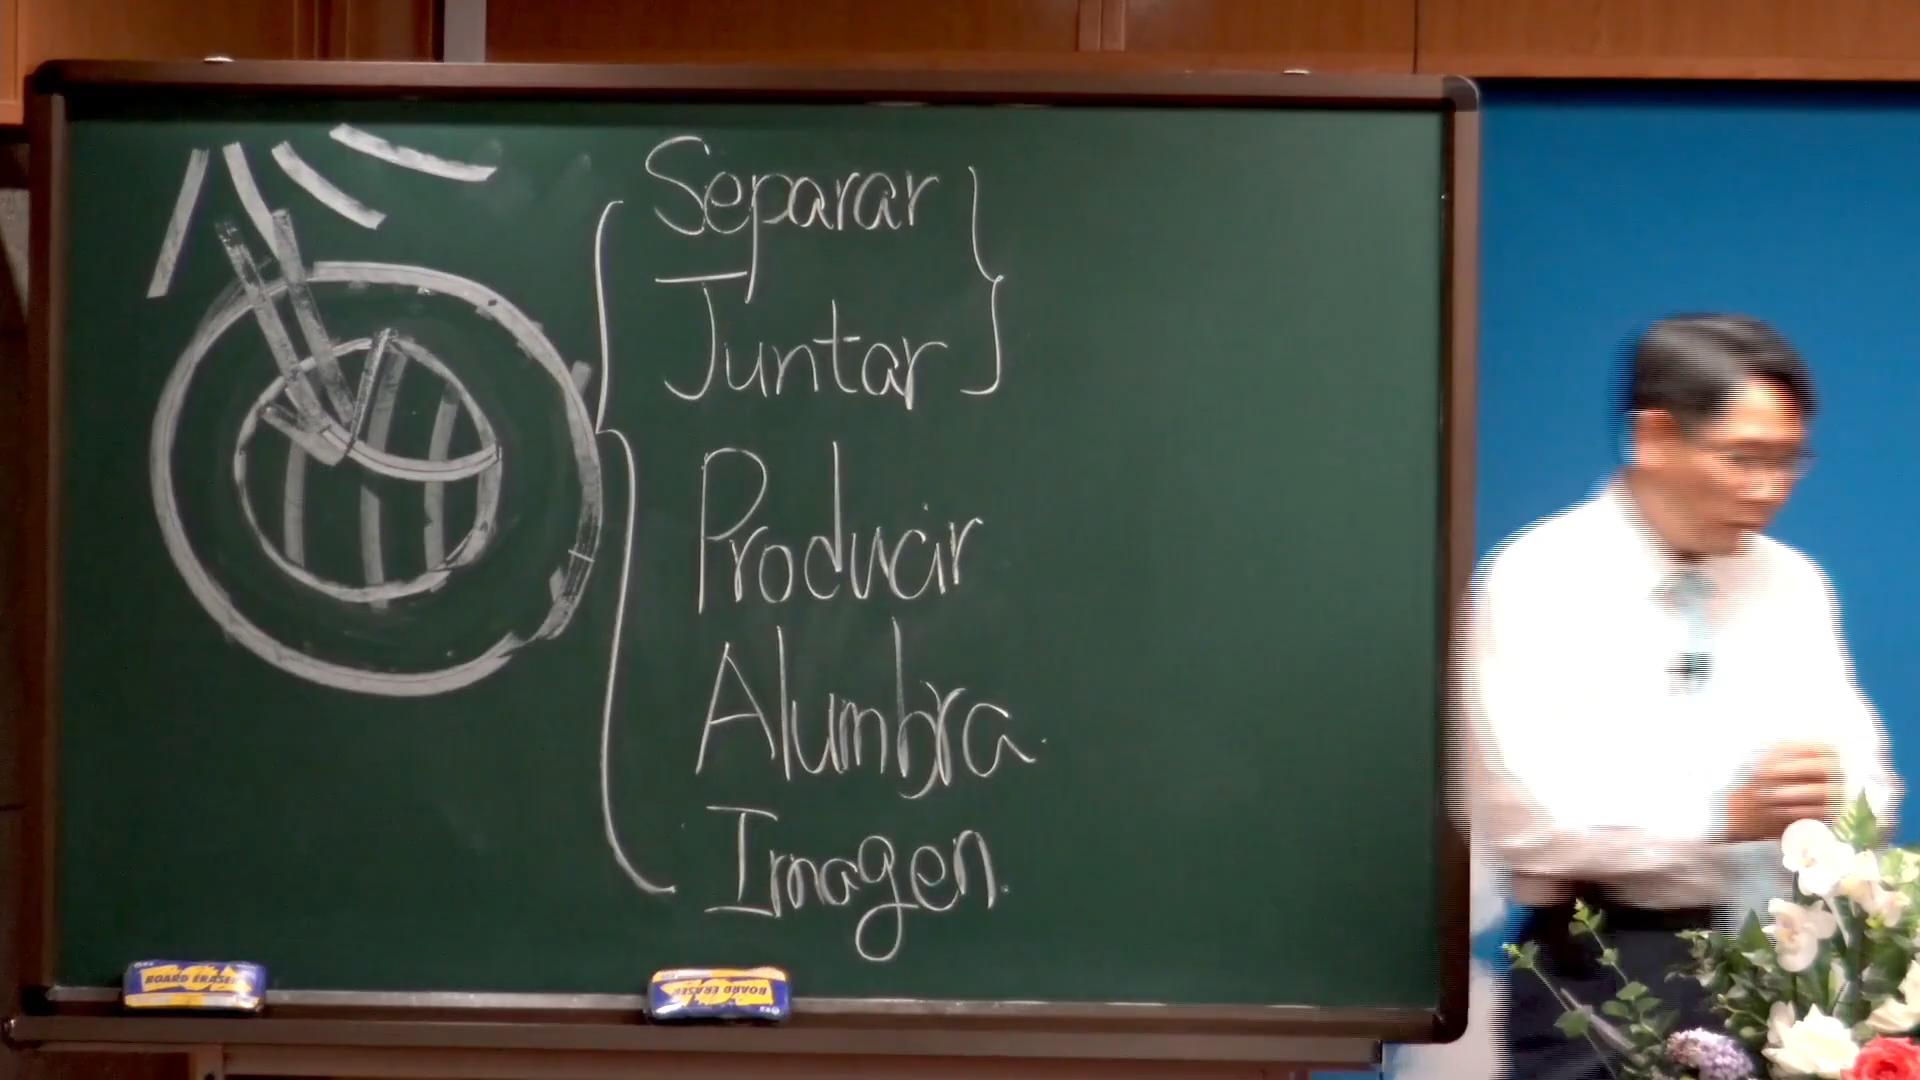 Separar
Juntar
Producir
Alumbra.
Imagen.
BOARD ERASER
BOARD ERASER